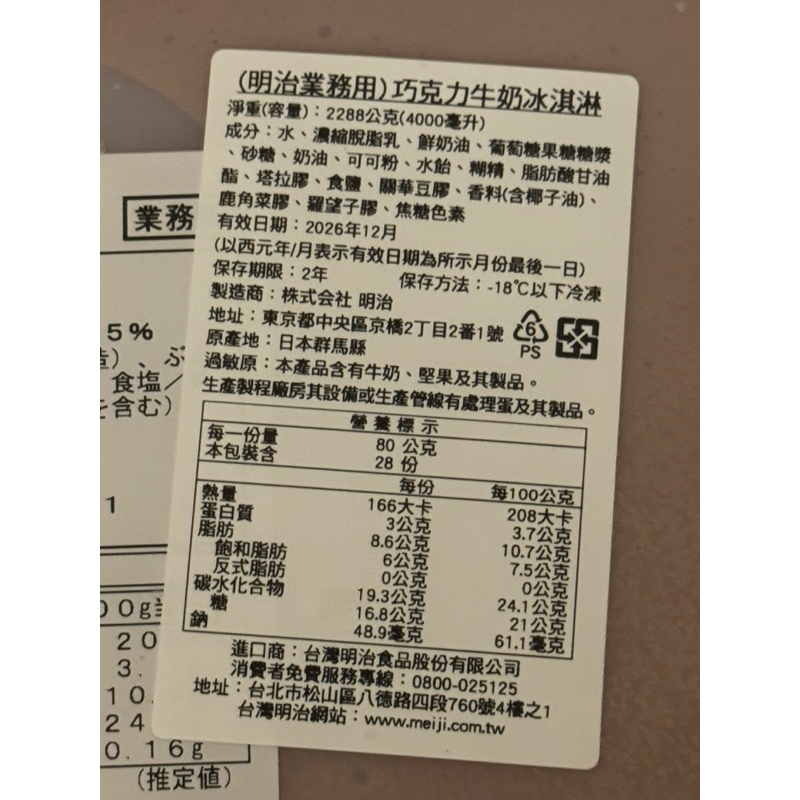 (明治業務用)巧克力牛奶冰淇淋
淨重(容量)：2288公克(4000毫升)
成分：水、濃縮脫脂乳、鮮奶油、葡萄糖果糖糖漿
、砂糖、奶油、可可粉、水飴、糊精、脂肪酸甘油
酯、塔拉膠、食鹽、關華豆膠、香料(含椰子油)、
鹿角菜膠、羅望子膠、焦糖色素
有效日期：2026年12月
(以西元年/月表示有效日期為所示月份最後一日)
保存期限：2年 保存方法：-18℃以下冷凍
製造商：株式会社 明治
地址：東京都中央區京橋2丁目2番1號
原產地：日本群馬縣
6
PS
過敏原：本產品含有牛奶、堅果及其製品。
生產製程廠房其設備或生產管線有處理蛋及其製品。
營養標示
每一份量 80 公克
本包裝含 28 份
每份 每100公克
熱量 166大卡 208大卡
蛋白質 3公克 3.7公克
脂肪 8.6公克 10.7公克
飽和脂肪 6公克 7.5公克
反式脂肪 0公克 0公克
碳水化合物 19.3公克 24.1公克
糖 16.8公克 21公克
鈉 48.9毫克 61.1毫克
進口商：台灣明治食品股份有限公司
消費者免費服務專線：0800-025125
地址：台北市松山區八德路四段760號4樓之1
台灣明治網站：www.meiji.com.tw
業務
5%
）、ぶ
食塩／
を含む）
1
00g
20
3.
10.
24
0.16g
(推定値)